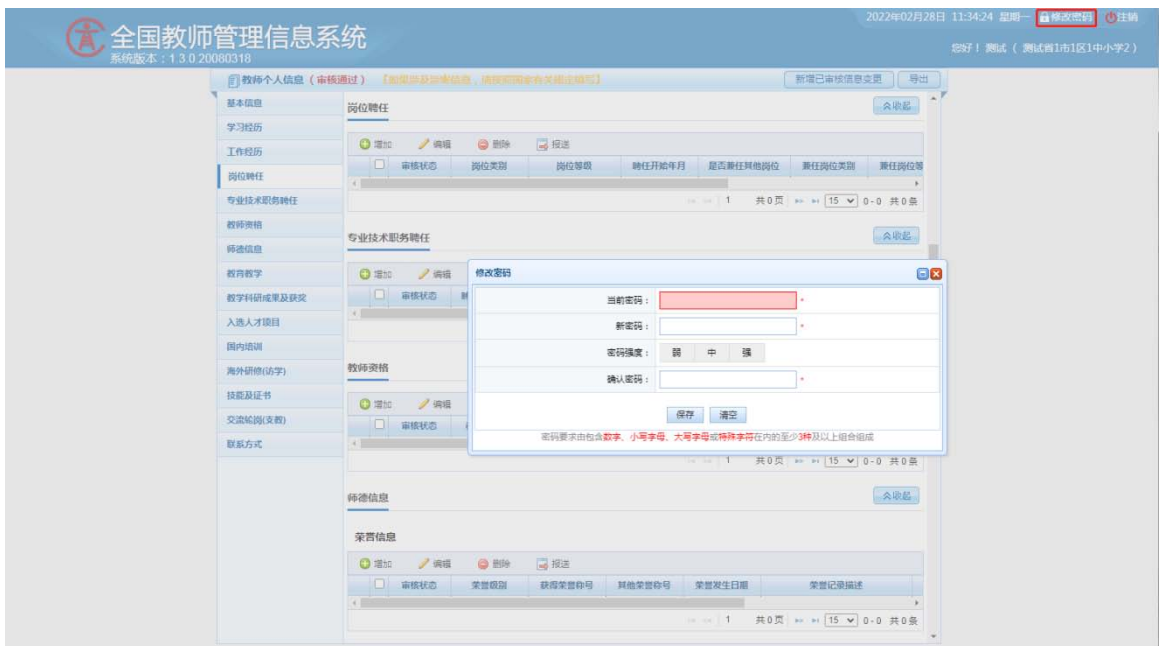 2022年02月28日 11:34:24 星期一 修改密码 注销
全国教师管理信息系统
系统版本：1.3.0.20080318
您好！ 测试（ 测试省1市1区1中小学2）
教师个人信息（审核通过） 新增已审核信息变更 导出
基本信息
学习经历
工作经历
岗位聘任
专业技术职务聘任
教师资格
师德信息
教育教学
教学科研成果及获奖
入选人才项目
国内培训
海外研修(访学)
技能及证书
交流轮岗(支教)
联系方式
岗位聘任 收起
增加 编辑 删除 报送
审核状态 岗位类别 岗位等级 聘任开始年月 是否兼任其他岗位 兼任岗位类别 兼任岗位等
1 共0页 15 0-0 共0条
专业技术职务聘任 收起
增加 编辑
审核状态
教师资格
增加 编辑
审核状态
1 共0页 15 0-0 共0条
修改密码
当前密码： *
新密码： *
密码强度： 弱 中 强
确认密码： *
保存 清空
密码要求由包含数字、小写字母、大写字母或特殊字符在内的至少3种及以上组合组成
师德信息 收起
荣誉信息
增加 编辑 删除 报送
审核状态 荣誉级别 获得荣誉称号 其他荣誉称号 荣誉发生日期 荣誉记录描述
1 共0页 15 0-0 共0条